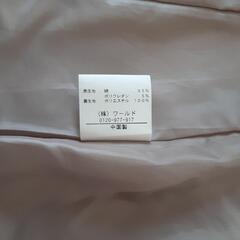 表生地 綿 95%
ポリウレタン 5%
裏生地 ポリエステル 100%
(株)ワールド
0120-977-917
中国製